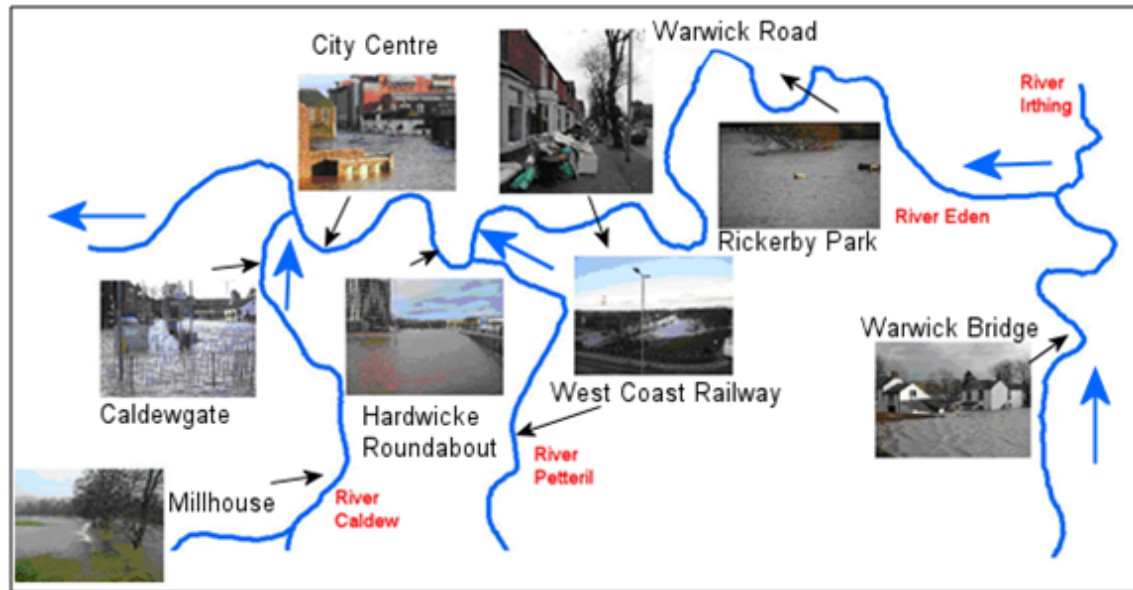 City Centre
Warwick Road
River
Irthing
River Eden
Rickerby Park
Warwick Bridge
West Coast Railway
Caldewgate
Hardwicke
Roundabout
River
Petteril
Millhouse
River
Caldew